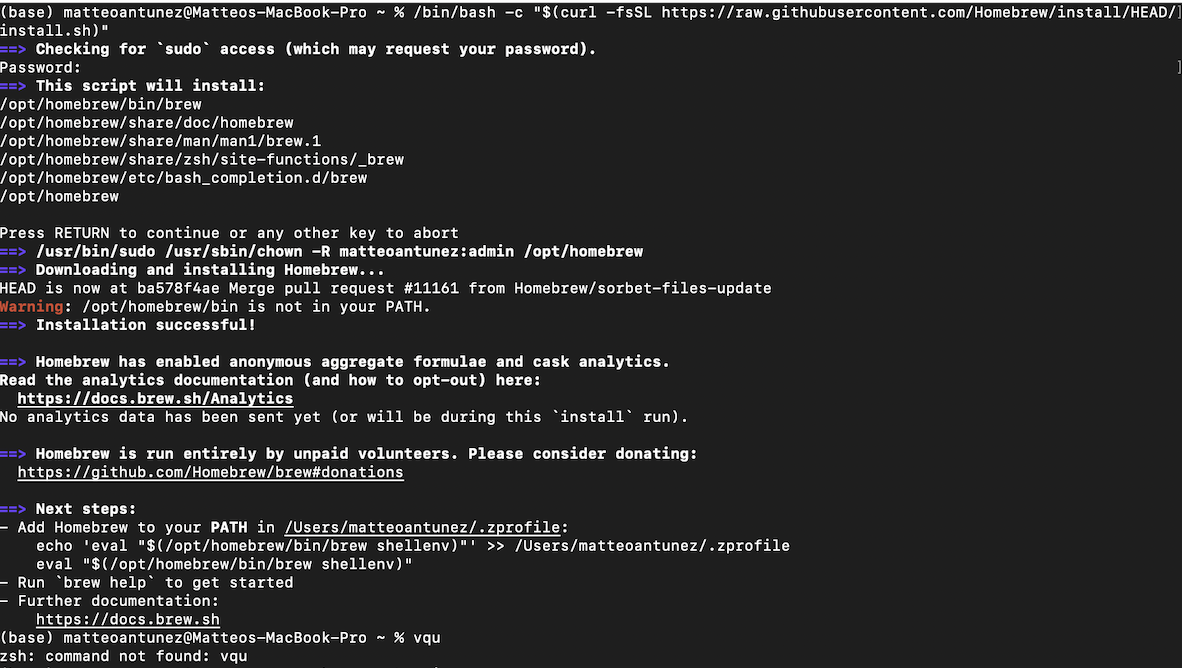 (base) matteoantunez@Matteos-MacBook-Pro ~ % /bin/bash -c "$(curl -fsSL https://raw.githubusercontent.com/Homebrew/install/HEAD/
install.sh)"
==> Checking for `sudo` access (which may request your password).
Password:
==> This script will install:
/opt/homebrew/bin/brew
/opt/homebrew/share/doc/homebrew
/opt/homebrew/share/man/man1/brew.1
/opt/homebrew/share/zsh/site-functions/_brew
/opt/homebrew/etc/bash_completion.d/brew
/opt/homebrew

Press RETURN to continue or any other key to abort
==> /usr/bin/sudo /usr/sbin/chown -R matteoantunez:admin /opt/homebrew
==> Downloading and installing Homebrew...
HEAD is now at ba578f4ae Merge pull request #11161 from Homebrew/sorbet-files-update
Warning: /opt/homebrew/bin is not in your PATH.
==> Installation successful!

==> Homebrew has enabled anonymous aggregate formulae and cask analytics.
Read the analytics documentation (and how to opt-out) here:
  https://docs.brew.sh/Analytics
No analytics data has been sent yet (or will be during this `install` run).

==> Homebrew is run entirely by unpaid volunteers. Please consider donating:
  https://github.com/Homebrew/brew#donations

==> Next steps:
- Add Homebrew to your PATH in /Users/matteoantunez/.zprofile:
    echo 'eval "$(/opt/homebrew/bin/brew shellenv)"' >> /Users/matteoantunez/.zprofile
    eval "$(/opt/homebrew/bin/brew shellenv)"
- Run `brew help` to get started
- Further documentation:
    https://docs.brew.sh
(base) matteoantunez@Matteos-MacBook-Pro ~ % vqu
zsh: command not found: vqu